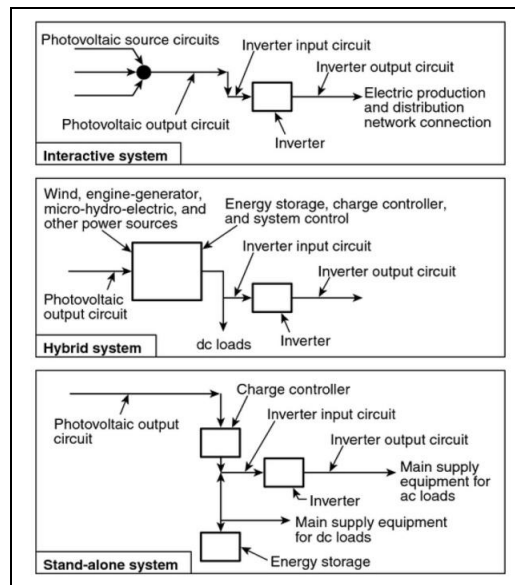 Photovoltaic source circuits
Inverter input circuit
Inverter output circuit
Electric production
and distribution
network connection
Photovoltaic output circuit
Inverter
Interactive system
Wind, engine-generator,
micro-hydro-electric, and
other power sources
Energy storage, charge controller,
and system control
Inverter input circuit
Inverter output circuit
Photovoltaic
output circuit
dc loads
Inverter
Hybrid system
Charge controller
Photovoltaic output
circuit
Inverter input circuit
Inverter output circuit
Main supply
equipment for
ac loads
Inverter
Main supply equipment
for dc loads
Energy storage
Stand-alone system